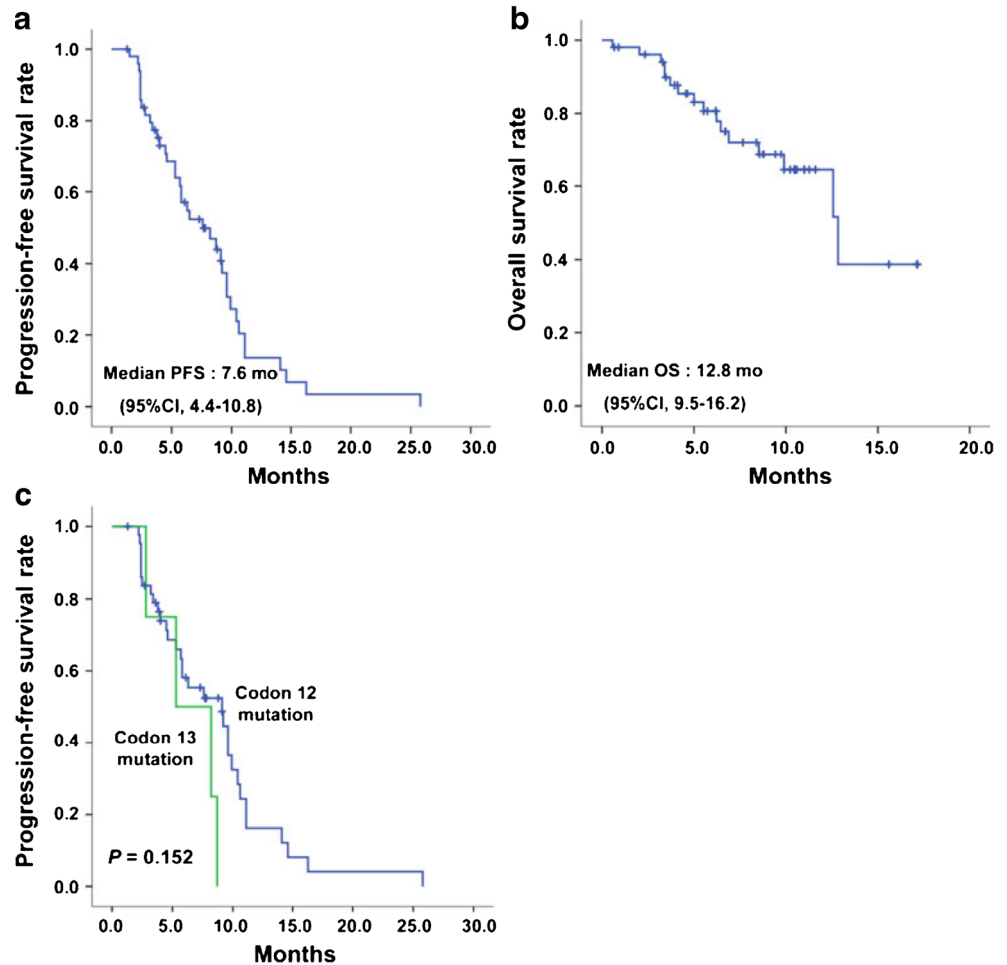 a
Progression-free survival rate
1.0
0.8
0.6
0.4
0.2
0.0
Median PFS : 7.6 mo
(95%CI, 4.4-10.8)
0.0 5.0 10.0 15.0 20.0 25.0 30.0
Months
b
Overall survival rate
1.0
0.8
0.6
0.4
0.2
0.0
Median OS : 12.8 mo
(95%CI, 9.5-16.2)
0.0 5.0 10.0 15.0 20.0
Months
c
Progression-free survival rate
1.0
0.8
0.6
0.4
0.2
0.0
Codon 12
mutation
Codon 13
mutation
P = 0.152
0.0 5.0 10.0 15.0 20.0 25.0 30.0
Months